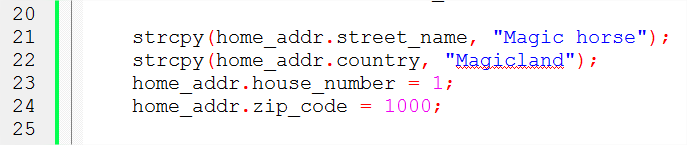 20
21 strcpy(home_addr.street_name, "Magic horse");
22 strcpy(home_addr.country, "Magicland");
23 home_addr.house_number = 1;
24 home_addr.zip_code = 1000;
25